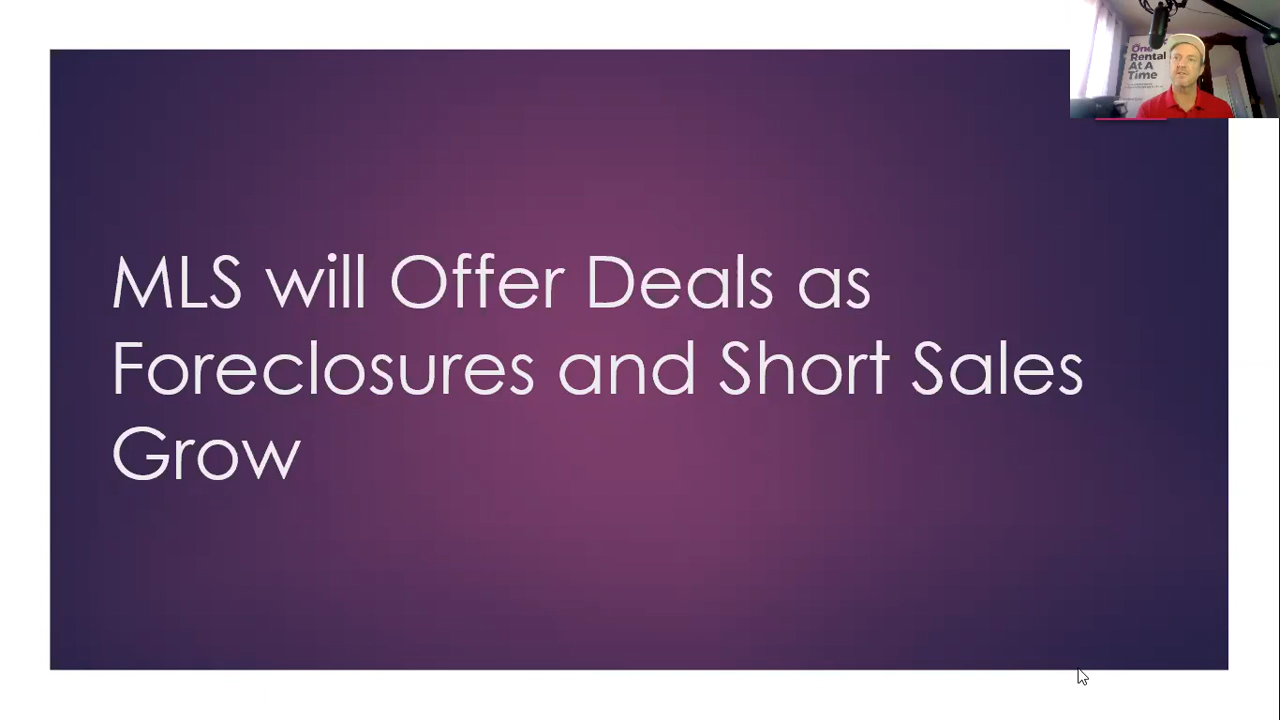 One
Rental
At A
Time
MLS will Offer Deals as
Foreclosures and Short Sales
Grow